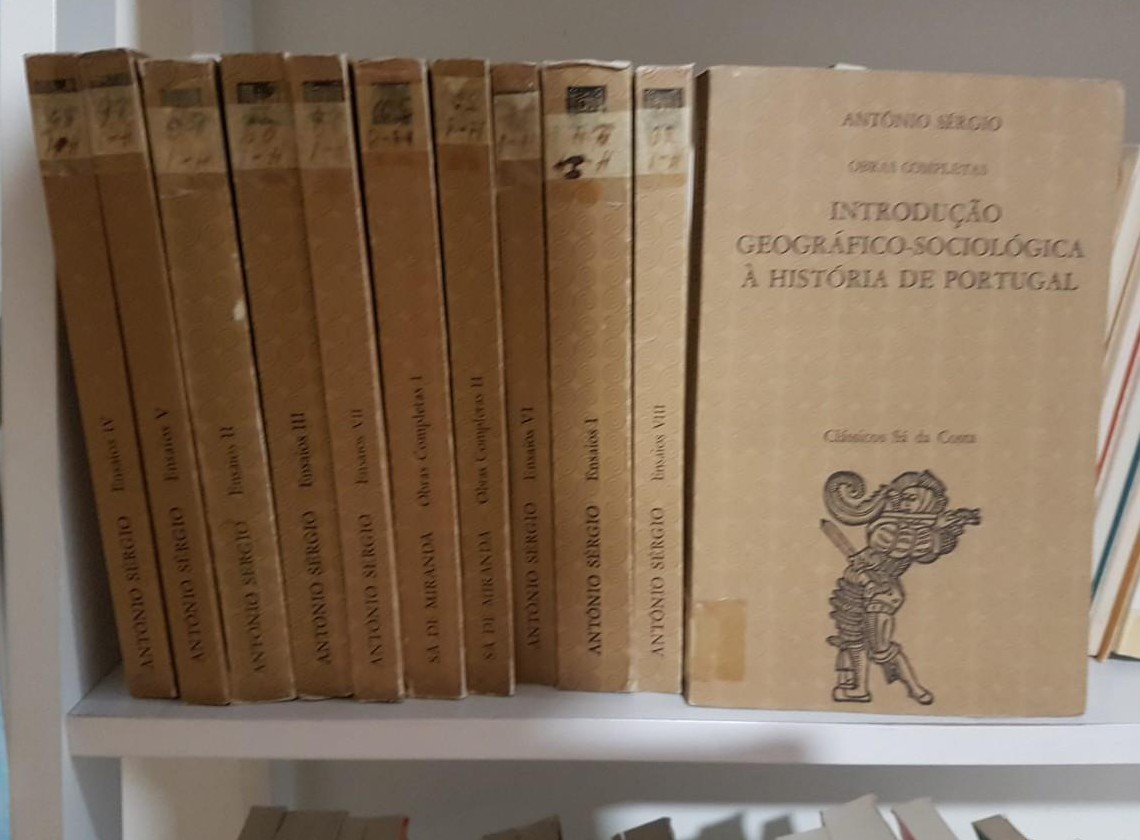 ANTÓNIO SÉRGIO Ensaios IV
ANTÓNIO SÉRGIO Ensaios V
ANTÓNIO SÉRGIO Ensaios II
ANTÓNIO SÉRGIO Ensaios III
ANTÓNIO SÉRGIO Ensaios VII
SÁ DE MIRANDA Obras Completas I
SÁ DE MIRANDA Obras Completas II
ANTÓNIO SÉRGIO Ensaios VI
ANTÓNIO SÉRGIO Ensaios I
ANTÓNIO SÉRGIO Ensaios VIII
ANTÓNIO SÉRGIO
OBRAS COMPLETAS
INTRODUÇÃO
GEOGRÁFICO-SOCIOLÓGICA
À HISTÓRIA DE PORTUGAL
Clássicos Sá da Costa